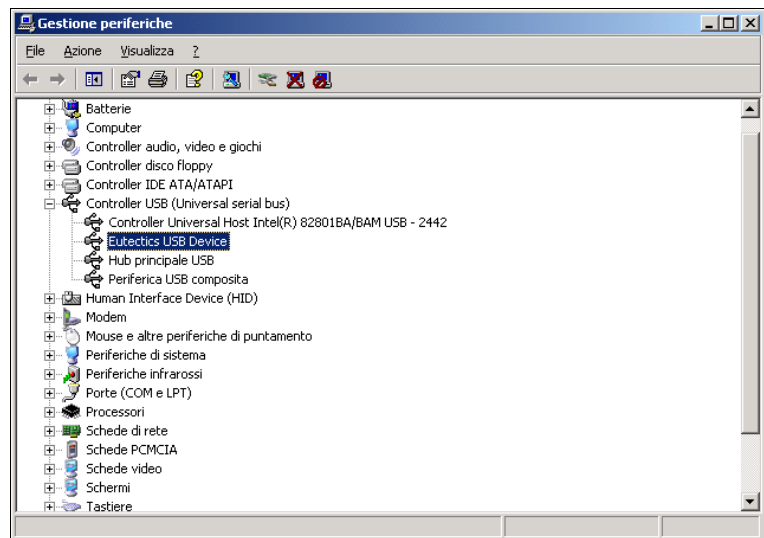 Gestione periferiche
File Azione Visualizza ?
Batterie
Computer
Controller audio, video e giochi
Controller disco floppy
Controller IDE ATA/ATAPI
Controller USB (Universal serial bus)
Controller Universal Host Intel(R) 82801BA/BAM USB - 2442
Eutectics USB Device
Hub principale USB
Periferica USB composita
Human Interface Device (HID)
Modem
Mouse e altre periferiche di puntamento
Periferiche di sistema
Periferiche infrarossi
Porte (COM e LPT)
Processori
Schede di rete
Schede PCMCIA
Schede video
Schermi
Tastiere